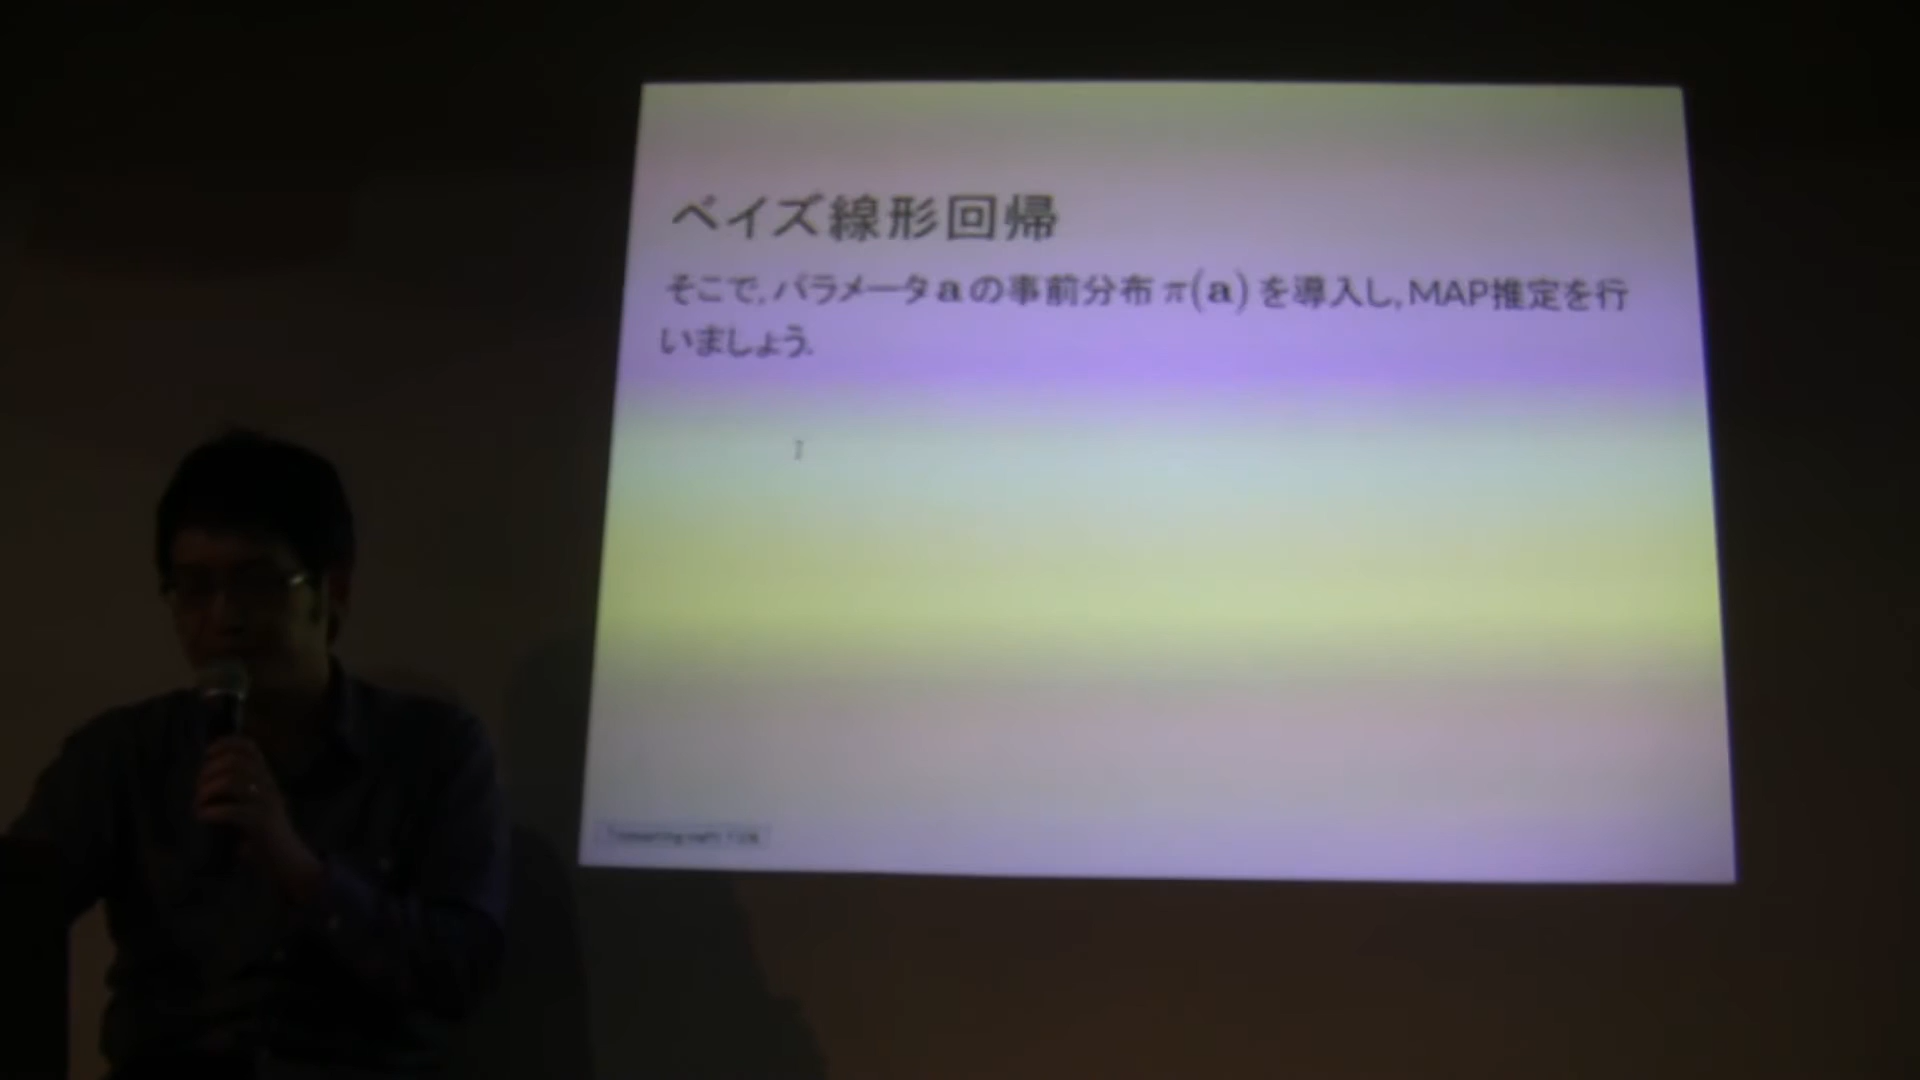 ベイズ線形回帰
そこで, パラメータ a の事前分布 π(a) を導入し, MAP推定を行
いましょう.